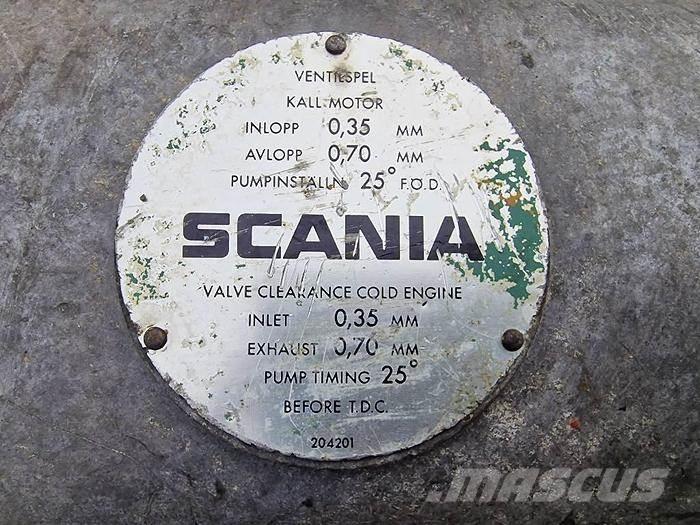 VENTILSPEL
KALL MOTOR
INLOPP 0,35 MM
AVLOPP 0,70 MM
PUMPINSTÄLLN 25° F.Ö.D.
SCANIA
VALVE CLEARANCE COLD ENGINE
INLET 0,35 MM
EXHAUST 0,70 MM
PUMP TIMING 25°
BEFORE T.D.C.
204201
MASCUS